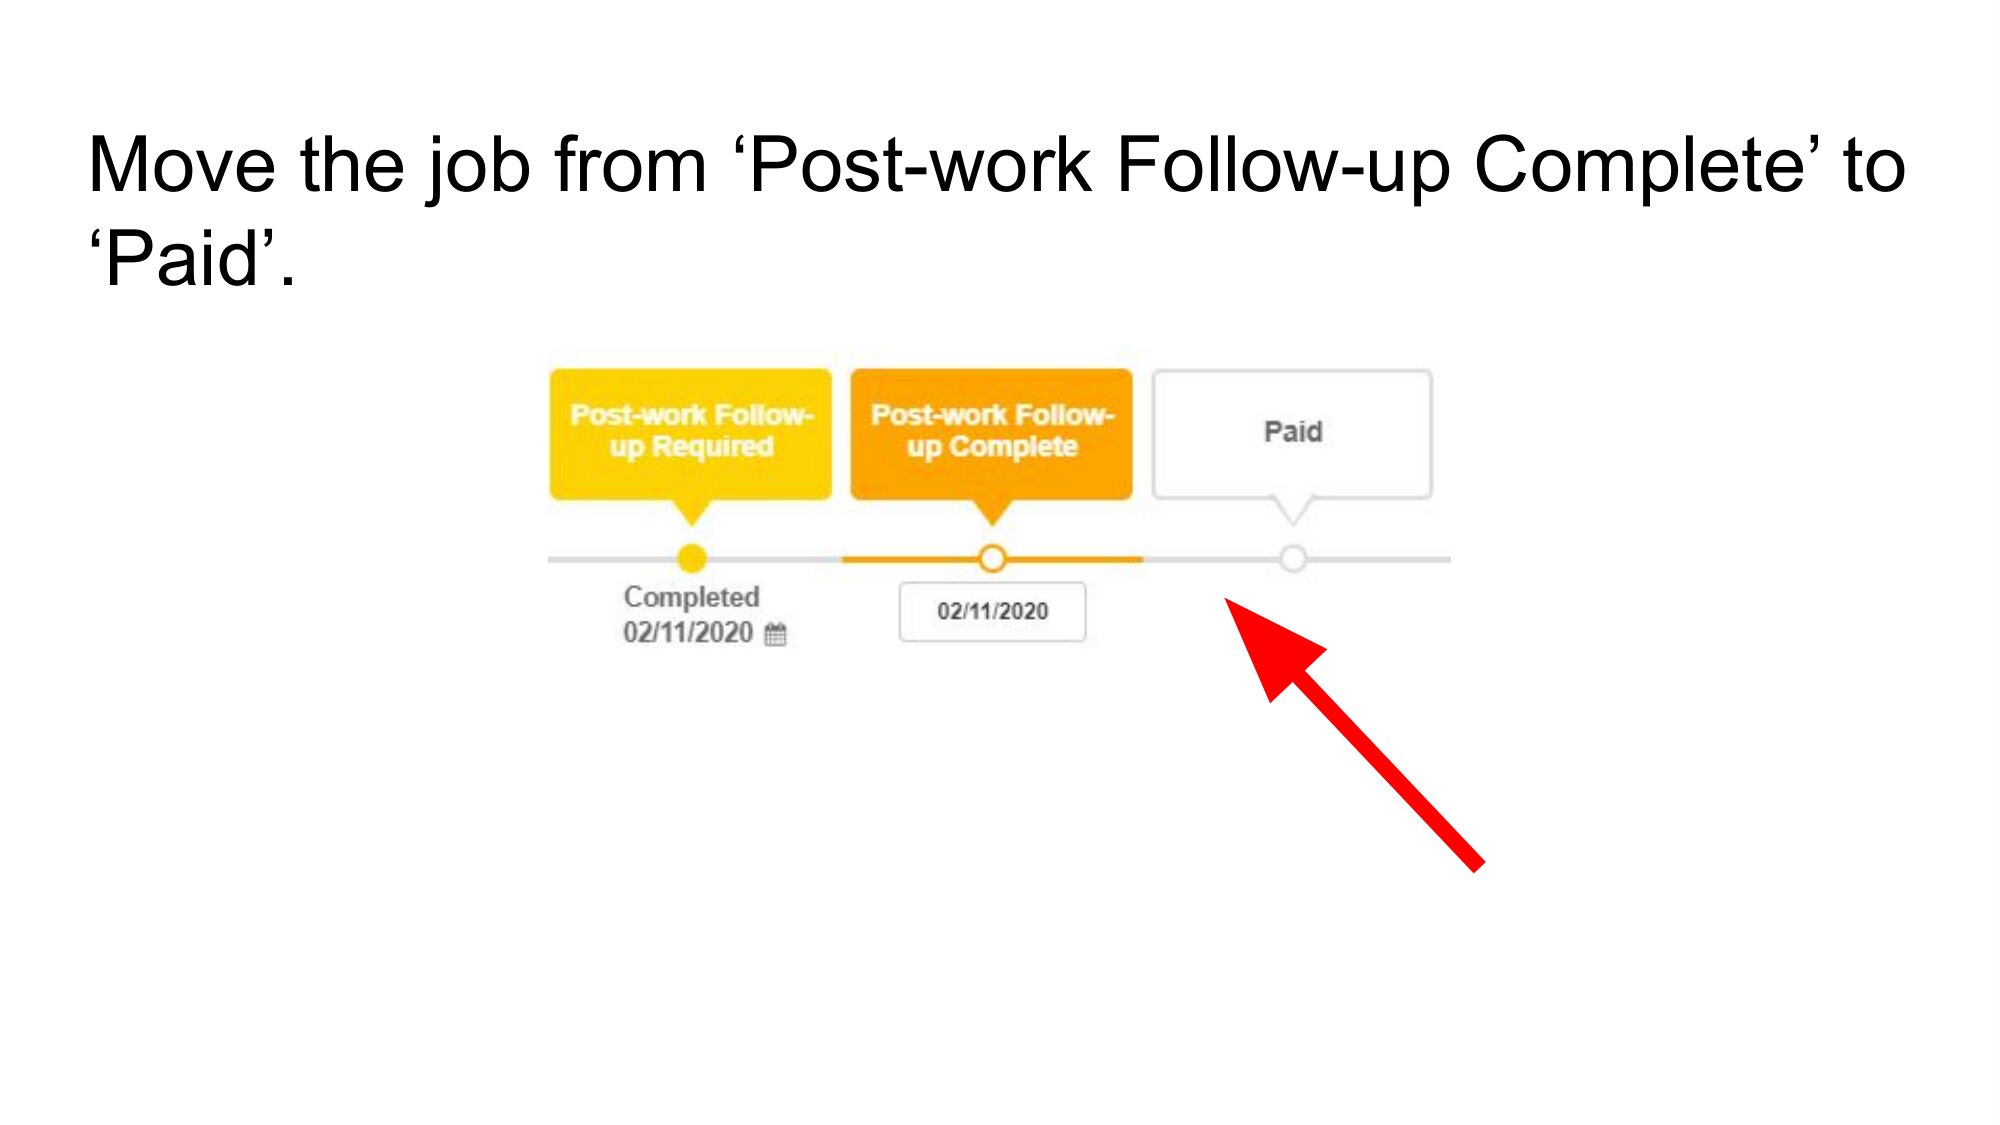 Move the job from ‘Post-work Follow-up Complete’ to
‘Paid’.
Post-work Follow-
up Required
Post-work Follow-
up Complete
Paid
Completed
02/11/2020
02/11/2020